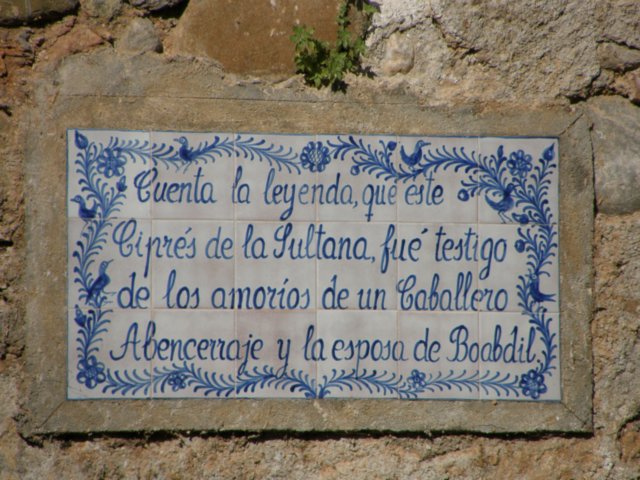 Cuenta la leyenda, que este
Ciprés de la Sultana, fué testigo
de los amoríos de un Caballero
Abencerraje y la esposa de Boabdil.